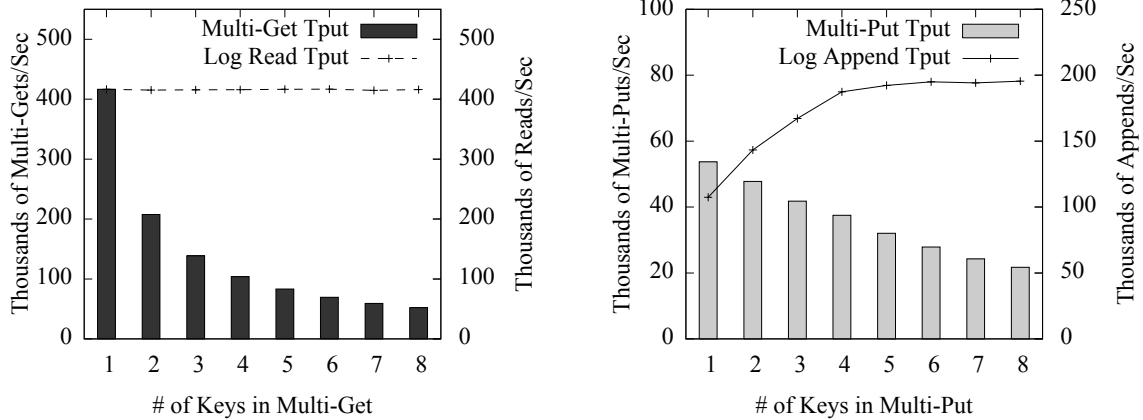 Thousands of Multi-Gets/Sec
500
400
300
200
100
0
Multi-Get Tput
Log Read Tput
500
400
300
200
100
0
Thousands of Reads/Sec
1 2 3 4 5 6 7 8
# of Keys in Multi-Get
Thousands of Multi-Puts/Sec
100
80
60
40
20
0
Multi-Put Tput
Log Append Tput
250
200
150
100
50
0
Thousands of Appends/Sec
1 2 3 4 5 6 7 8
# of Keys in Multi-Put